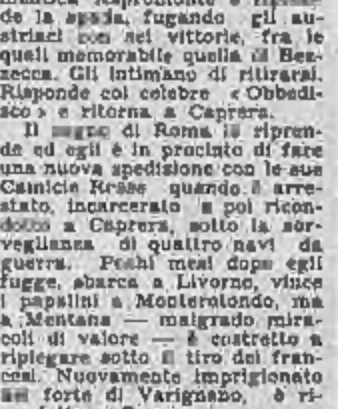 de la spada, fugando gli au-
striaci con sei vittorie, fra le
quali memorabile quella di Bez-
zecca. Gli intimano di ritirarsi.
Risponde col celebre « Obbedi-
sco » e ritorna a Caprera.
Il sogno di Roma lo ripren-
de ed egli è in procinto di fare
una nuova spedizione con le sue
Camicie Rosse quando è arre-
stato, incarcerato e poi ricon-
dotto a Caprera, sotto la sor-
veglianza di quattro navi da
guerra. Pochi mesi dopo egli
fugge, sbarca a Livorno, vince
i papalini a Monterotondo, ma
a Mentana — malgrado mira-
coli di valore — è costretto a
ripiegare sotto il tiro dei fran-
cesi. Nuovamente imprigionato
nel forte di Varignano, è ri-